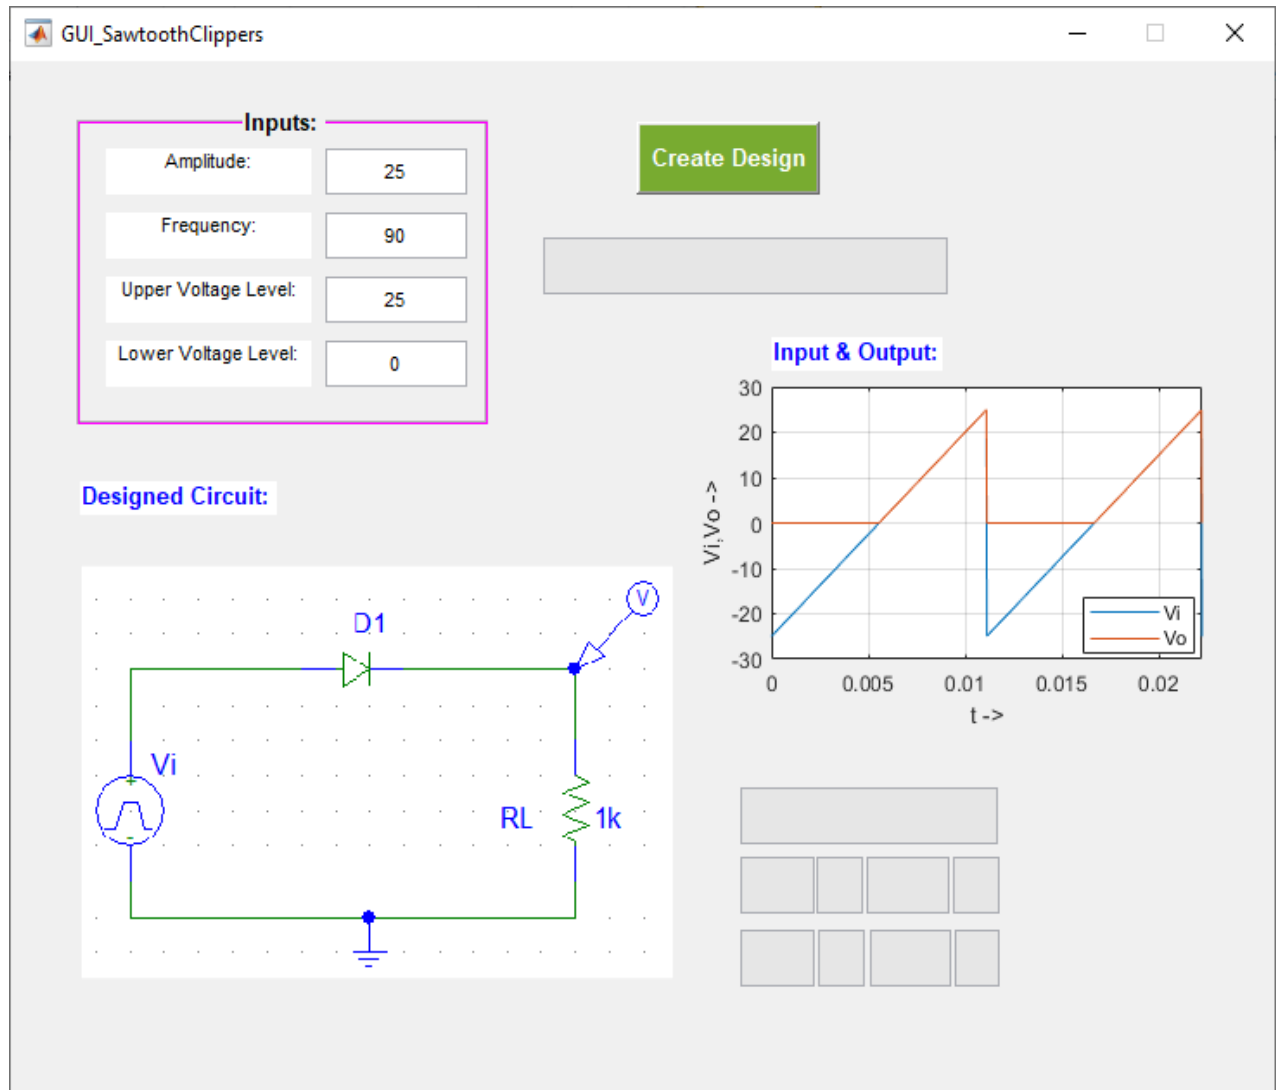 GUI_SawtoothClippers
Inputs:
Amplitude: 25
Frequency: 90
Upper Voltage Level: 25
Lower Voltage Level: 0
Create Design
Input & Output:
30
20
10
0
-10
-20
-30
Vi,Vo ->
0 0.005 0.01 0.015 0.02
t ->
Vi
Vo
Designed Circuit:
V
D1
Vi
RL 1k